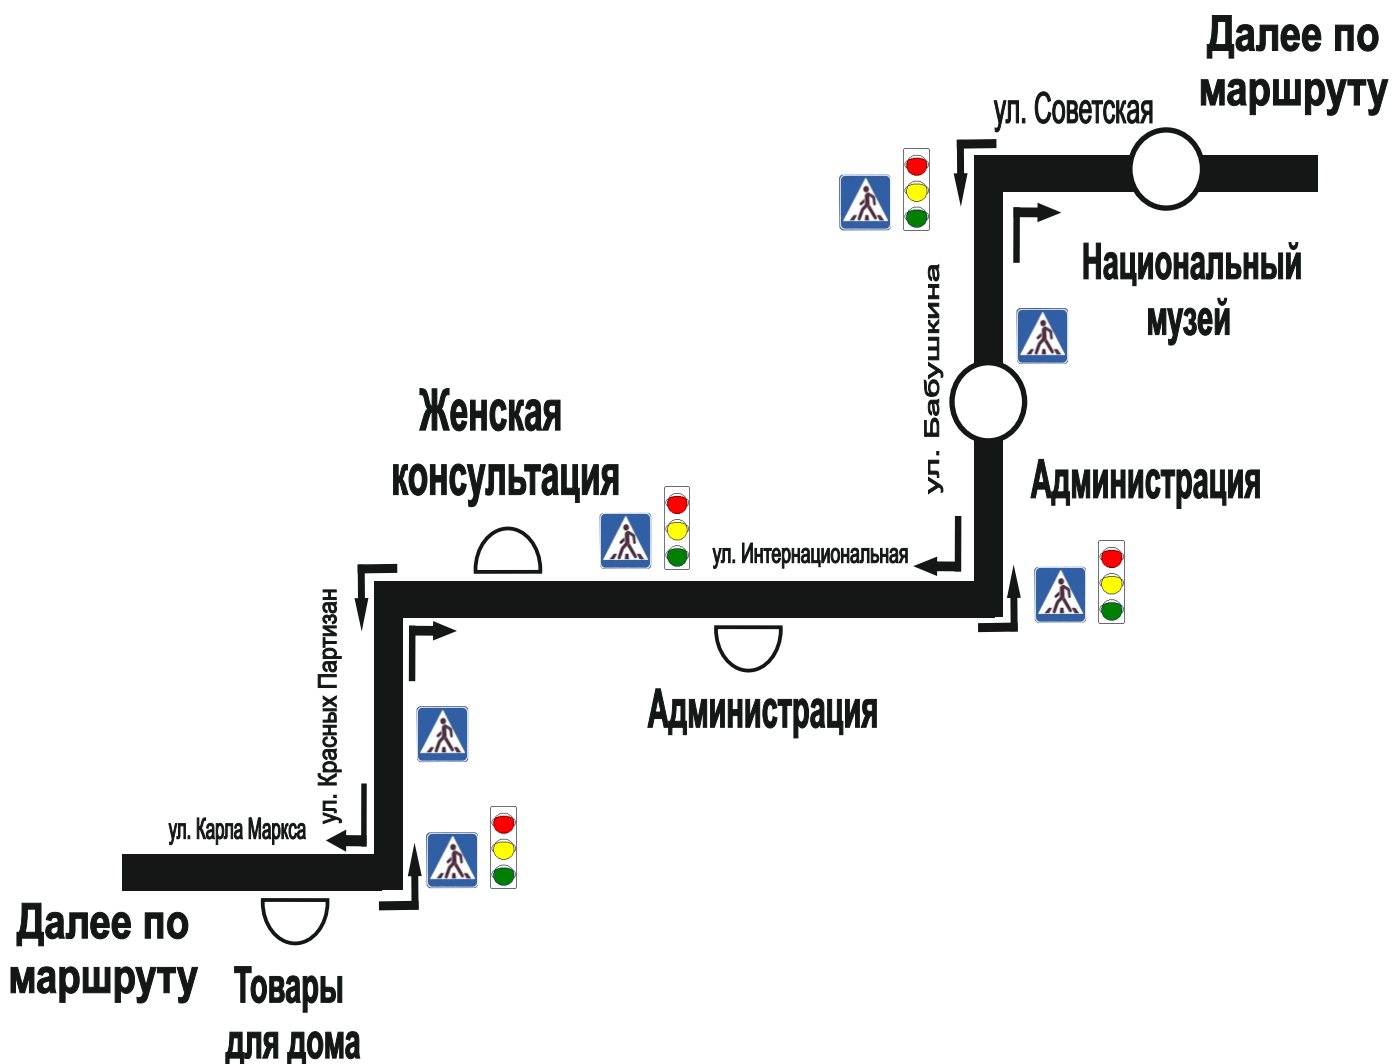 Далее по
маршруту
ул. Советская
Национальный
музей
ул. Бабушкина
Администрация
Женская
консультация
ул. Интернациональная
Администрация
ул. Красных Партизан
ул. Карла Маркса
Далее по
маршруту
Товары
для дома